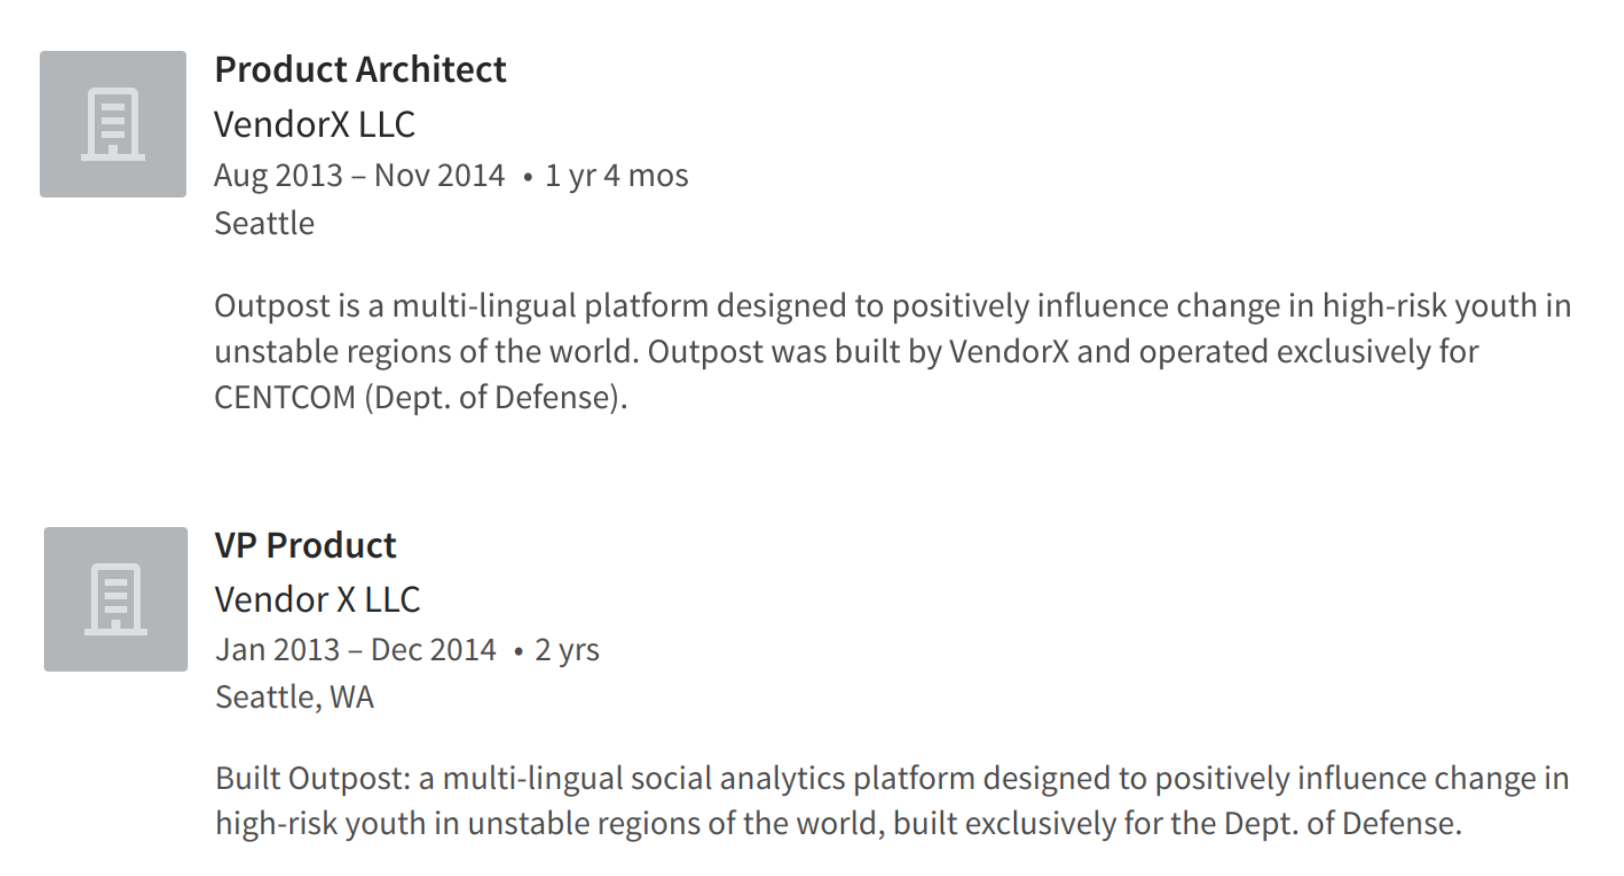 Product Architect
VendorX LLC
Aug 2013 – Nov 2014 • 1 yr 4 mos
Seattle
Outpost is a multi-lingual platform designed to positively influence change in high-risk youth in
unstable regions of the world. Outpost was built by VendorX and operated exclusively for
CENTCOM (Dept. of Defense).
VP Product
Vendor X LLC
Jan 2013 – Dec 2014 • 2 yrs
Seattle, WA
Built Outpost: a multi-lingual social analytics platform designed to positively influence change in
high-risk youth in unstable regions of the world, built exclusively for the Dept. of Defense.